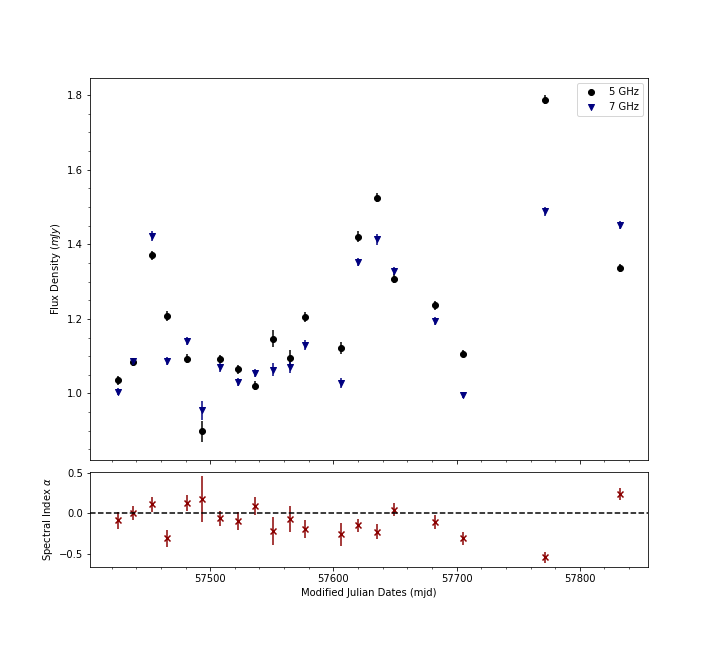 1.8
1.6
1.4
1.2
1.0
Flux Density (mJy)
5 GHz
7 GHz
0.5
0.0
−0.5
Spectral Index α
57500
57600
57700
57800
Modified Julian Dates (mjd)